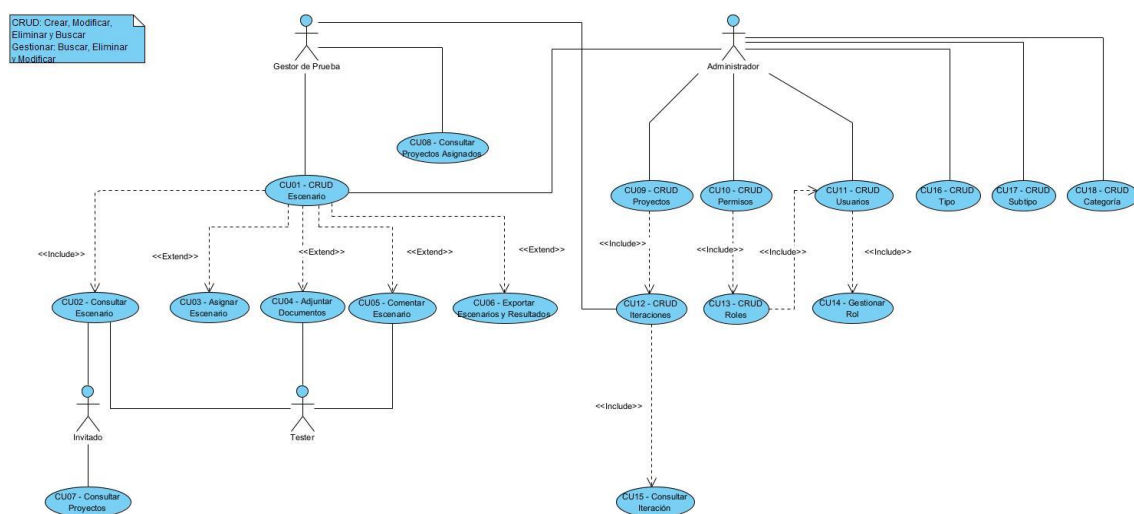 CRUD: Crear, Modificar,
Eliminar y Buscar
Gestionar: Buscar, Eliminar
y Modificar
Gestor de Prueba
Administrador
CU08 - Consultar
Proyectos Asignados
CU01 - CRUD
Escenario
CU09 - CRUD
Proyectos
CU10 - CRUD
Permisos
CU11 - CRUD
Usuarios
CU16 - CRUD
Tipo
CU17 - CRUD
Subtipo
CU18 - CRUD
Categoría
<<Include>>
<<Extend>>
<<Extend>>
<<Extend>>
<<Extend>>
<<Include>>
<<Include>>
<<Include>>
<<Include>>
CU02 - Consultar
Escenario
CU03 - Asignar
Escenario
CU04 - Adjuntar
Documentos
CU05 - Comentar
Escenario
CU06 - Exportar
Escenarios y Resultados
CU12 - CRUD
Iteraciones
CU13 - CRUD
Roles
CU14 - Gestionar
Rol
<<Include>>
Invitado
Tester
CU07 - Consultar
Proyectos
CU15 - Consultar
Iteración